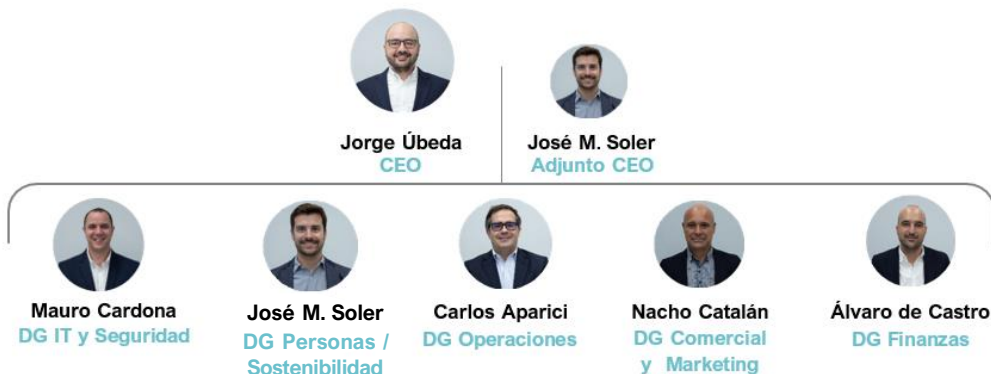 Jorge Úbeda
CEO
José M. Soler
Adjunto CEO
Mauro Cardona
DG IT y Seguridad
José M. Soler
DG Personas /
Sostenibilidad
Carlos Aparici
DG Operaciones
Nacho Catalán
DG Comercial
y Marketing
Álvaro de Castro
DG Finanzas